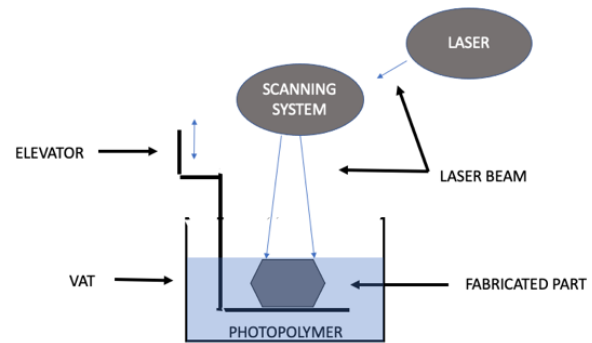 LASER
SCANNING
SYSTEM
ELEVATOR
LASER BEAM
VAT
FABRICATED PART
PHOTOPOLYMER